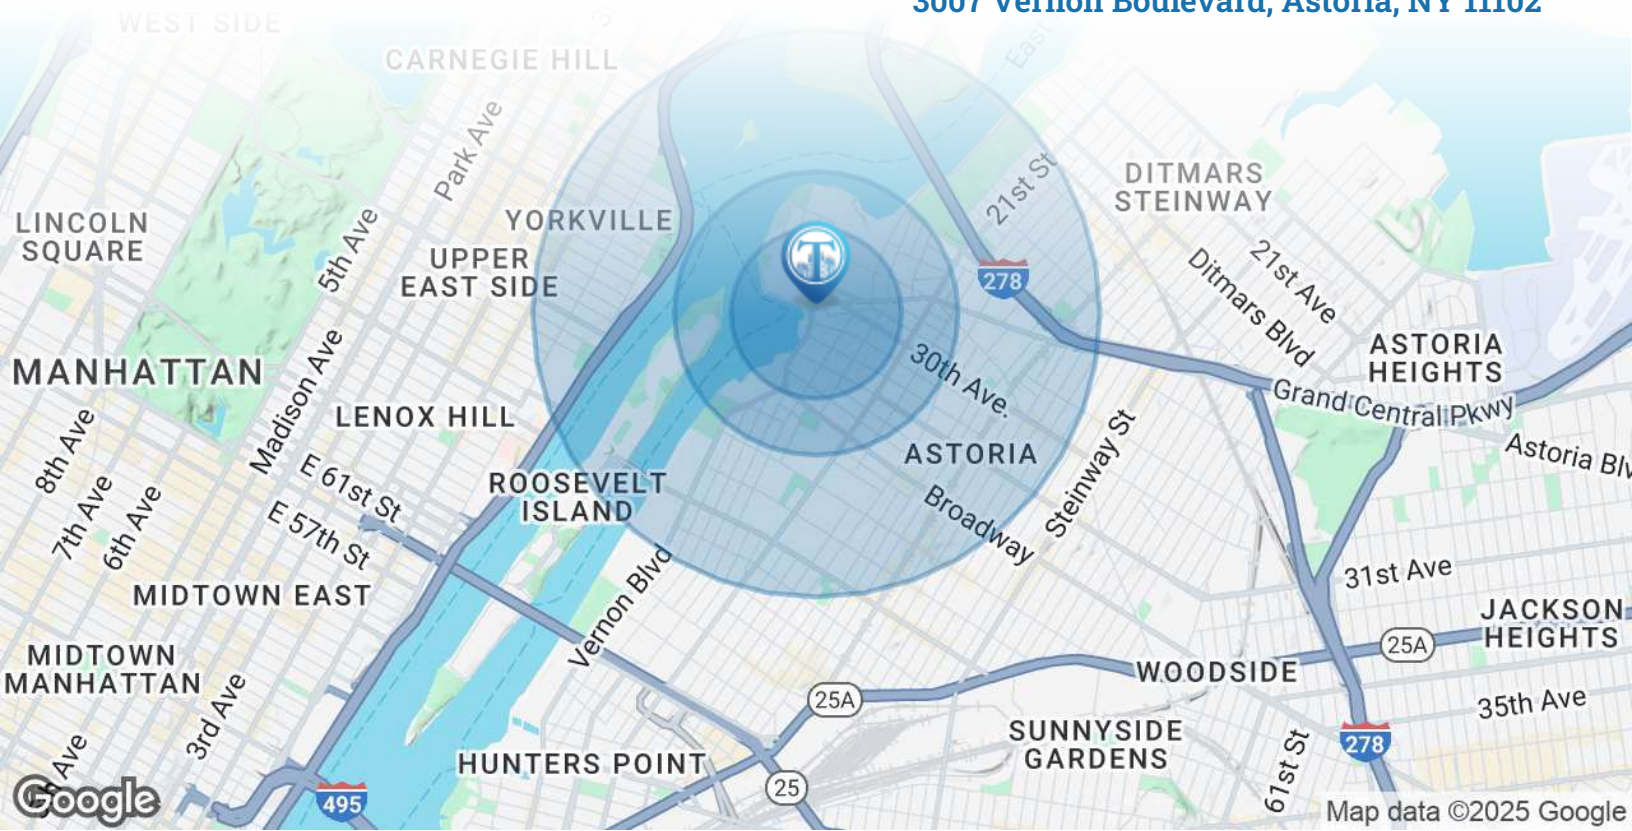 3007 Vernon Boulevard, Astoria, NY 11102
WEST SIDE
CARNEGIE HILL
East
Park Ave
21st St
DITMARS
STEINWAY
LINCOLN
SQUARE
5th Ave
YORKVILLE
UPPER
EAST SIDE
T
278
Ditmars Blvd
21st Ave
MANHATTAN
Madison Ave
30th Ave.
ASTORIA
HEIGHTS
Grand Central Pkwy
LENOX HILL
8th Ave
7th Ave
6th Ave
E 61st St
E 57th St
ROOSEVELT
ISLAND
ASTORIA
Broadway
Steinway St
Astoria Blv
MIDTOWN EAST
Vernon Blvd
31st Ave
JACKSON
HEIGHTS
25A
MIDTOWN
MANHATTAN
3rd Ave
WOODSIDE
25A
35th Ave
SUNNYSIDE
GARDENS
278
61st St
HUNTERS POINT
25
5th Ave
495
Google
Map data ©2025 Google